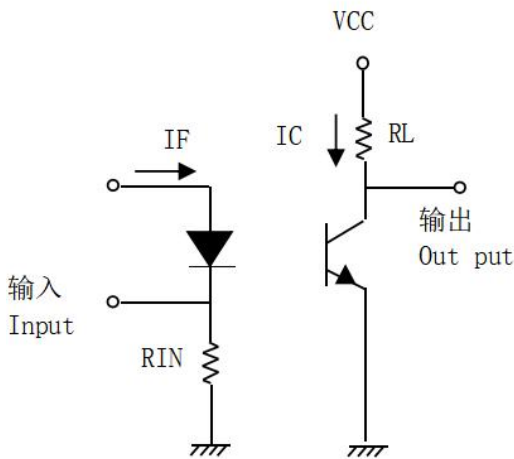 VCC
IF
IC
RL
输出
Out put
输入
Input
RIN